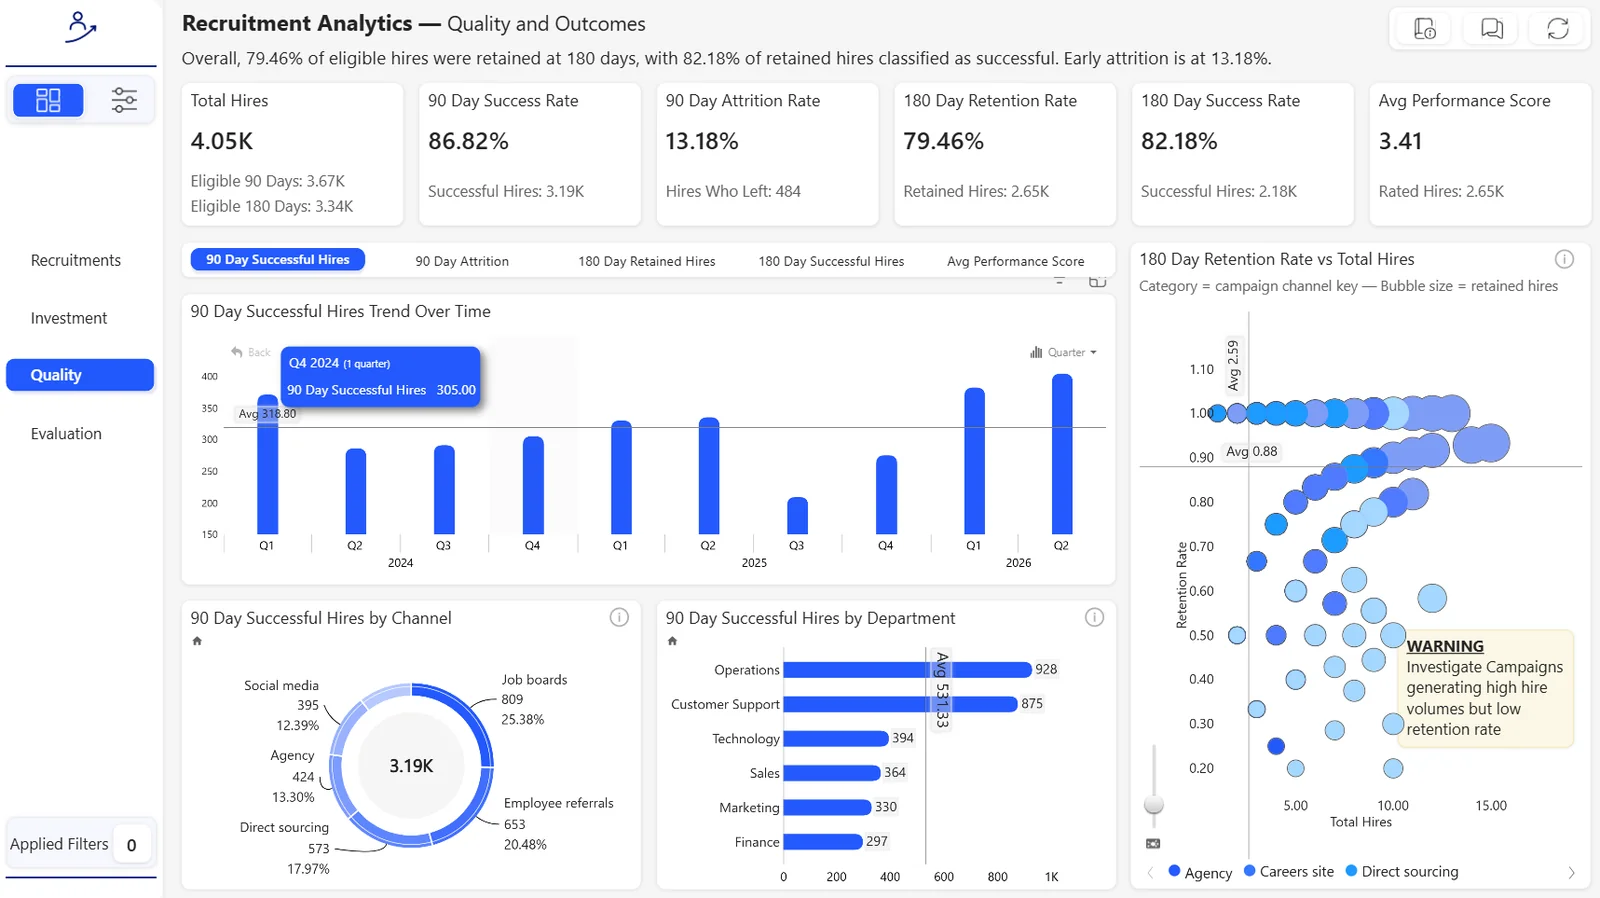 Recruitment Analytics — Quality and Outcomes
Overall, 79.46% of eligible hires were retained at 180 days, with 82.18% of retained hires classified as successful. Early attrition is at 13.18%.
Total Hires
4.05K
Eligible 90 Days: 3.67K
Eligible 180 Days: 3.34K
90 Day Success Rate
86.82%
Successful Hires: 3.19K
90 Day Attrition Rate
13.18%
Hires Who Left: 484
180 Day Retention Rate
79.46%
Retained Hires: 2.65K
180 Day Success Rate
82.18%
Successful Hires: 2.18K
Avg Performance Score
3.41
Rated Hires: 2.65K
Recruitments
Investment
Quality
Evaluation
Applied Filters 0
90 Day Successful Hires
90 Day Attrition
180 Day Retained Hires
180 Day Successful Hires
Avg Performance Score
90 Day Successful Hires Trend Over Time
Back
Quarter
Q4 2024 (1 quarter)
90 Day Successful Hires 305.00
Avg 318.80
400
350
300
250
200
150
Q1 Q2 Q3 Q4 Q1 Q2 Q3 Q4 Q1 Q2
2024 2025 2026
90 Day Successful Hires by Channel
Job boards
809
25.38%
Employee referrals
653
20.48%
Direct sourcing
573
17.97%
Agency
424
13.30%
Social media
395
12.39%
3.19K
90 Day Successful Hires by Department
Operations 928
Customer Support 875
Technology 394
Sales 364
Marketing 330
Finance 297
Avg 531.33
0 200 400 600 800 1K
180 Day Retention Rate vs Total Hires
Category = campaign channel key — Bubble size = retained hires
Avg 2.59
Avg 0.88
1.10
1.00
0.90
0.80
0.70
0.60
0.50
0.40
0.30
0.20
Retention Rate
5.00 10.00 15.00
Total Hires
WARNING
Investigate Campaigns
generating high hire
volumes but low
retention rate
Agency Careers site Direct sourcing